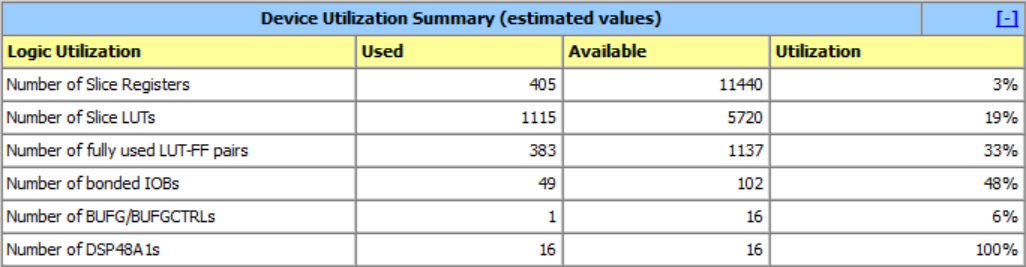 Device Utilization Summary (estimated values) [-]
Logic Utilization Used Available Utilization
Number of Slice Registers 405 11440 3%
Number of Slice LUTs 1115 5720 19%
Number of fully used LUT-FF pairs 383 1137 33%
Number of bonded IOBs 49 102 48%
Number of BUFG/BUFGCTRLs 1 16 6%
Number of DSP48A1s 16 16 100%